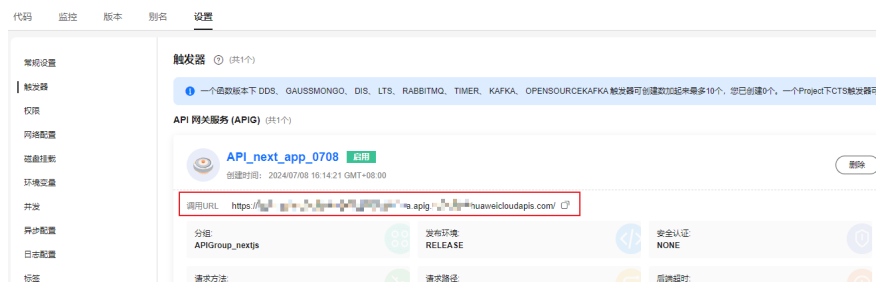 代码 监控 版本 别名 设置
常规设置
触发器
权限
网络配置
磁盘挂载
环境变量
并发
异步配置
日志配置
标签
触发器 (共1个)
一个函数版本下 DDS、 GAUSSMONGO、 DIS、 LTS、 RABBITMQ、 TIMER、 KAFKA、 OPENSOURCEKAFKA 触发器可创建数加起来最多10个，您已创建0个。一个Project下CTS触发器可
API 网关服务 (APIG) (共1个)
API_next_app_0708 启用
删除
创建时间： 2024/07/08 16:14:21 GMT+08:00
调用URL https:// a.apig. huaweicloudapis.com/
分组: 发布环境: 安全认证:
APIGroup_nextjs RELEASE NONE
请求方法: 请求路径: 后端超时: